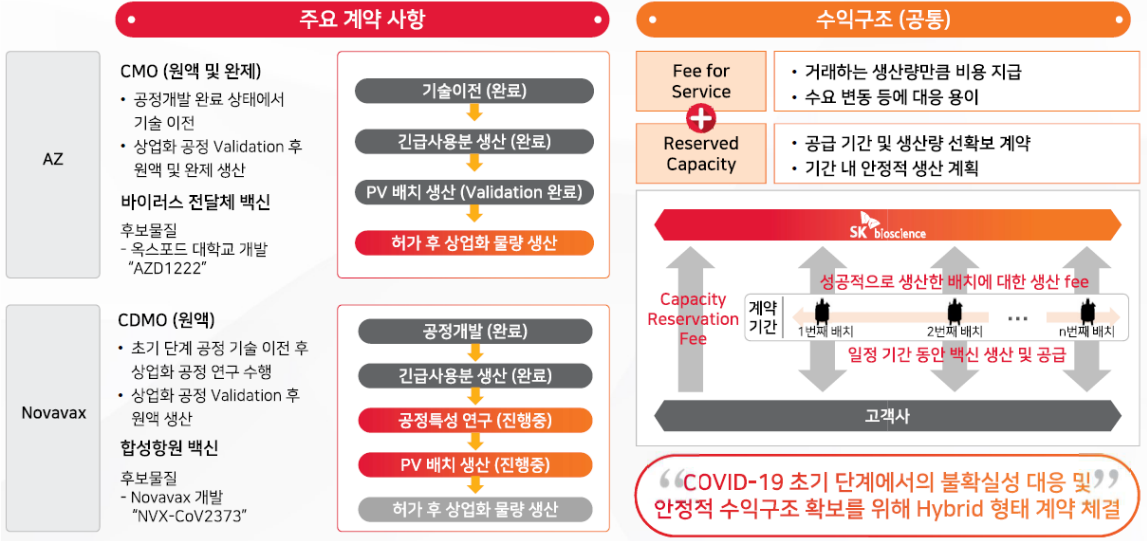 주요 계약 사항
AZ
CMO (원액 및 완제)
• 공정개발 완료 상태에서
기술 이전
• 상업화 공정 Validation 후
원액 및 완제 생산
바이러스 전달체 백신
후보물질
- 옥스포드 대학교 개발
“AZD1222”
기술이전 (완료)
긴급사용분 생산 (완료)
PV 배치 생산 (Validation 완료)
허가 후 상업화 물량 생산
Novavax
CDMO (원액)
• 초기 단계 공정 기술 이전 후
상업화 공정 연구 수행
• 상업화 공정 Validation 후
원액 생산
합성항원 백신
후보물질
- Novavax 개발
“NVX-CoV2373”
공정개발 (완료)
긴급사용분 생산 (완료)
공정특성 연구 (진행중)
PV 배치 생산 (진행중)
허가 후 상업화 물량 생산
수익구조 (공통)
Fee for
Service
• 거래하는 생산량만큼 비용 지급
• 수요 변동 등에 대응 용이
Reserved
Capacity
• 공급 기간 및 생산량 선확보 계약
• 기간 내 안정적 생산 계획
SK bioscience
Capacity
Reservation
Fee
성공적으로 생산한 배치에 대한 생산 fee
계약
기간
1번째 배치
2번째 배치
...
n번째 배치
일정 기간 동안 백신 생산 및 공급
고객사
“COVID-19 초기 단계에서의 불확실성 대응 및”
안정적 수익구조 확보를 위해 Hybrid 형태 계약 체결